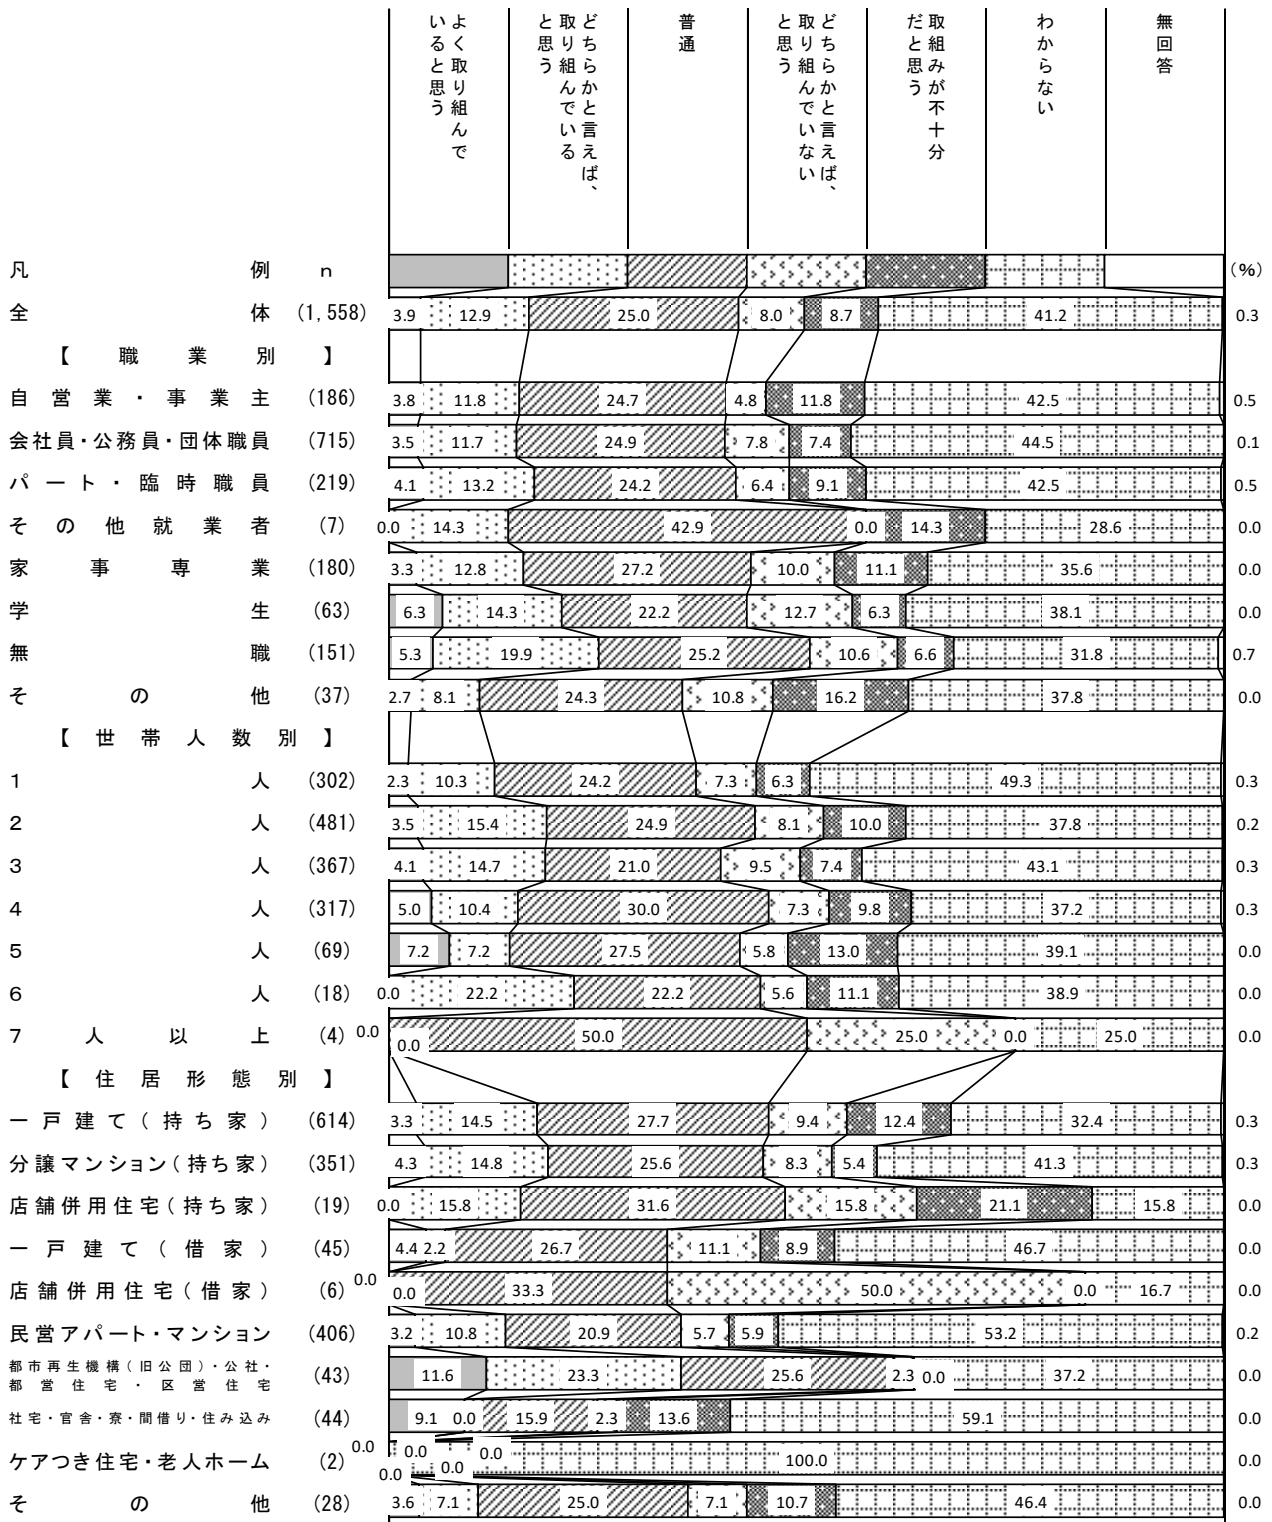 よく取り組んで
いると思う
どちらかと言えば、
取り組んでいる
と思う
普通
どちらかと言えば、
取り組んでいない
と思う
取組みが不十分
だと思う
わからない
無回答
凡例 n (%)
全体 (1,558) 3.9 12.9 25.0 8.0 8.7 41.2 0.3
【職業別】
自営業・事業主 (186) 3.8 11.8 24.7 4.8 11.8 42.5 0.5
会社員・公務員・団体職員 (715) 3.5 11.7 24.9 7.8 7.4 44.5 0.1
パート・臨時職員 (219) 4.1 13.2 24.2 6.4 9.1 42.5 0.5
その他就業者 (7) 0.0 14.3 42.9 0.0 14.3 28.6 0.0
家事専業 (180) 3.3 12.8 27.2 10.0 11.1 35.6 0.0
学生 (63) 6.3 14.3 22.2 12.7 6.3 38.1 0.0
無職 (151) 5.3 19.9 25.2 10.6 6.6 31.8 0.7
その他 (37) 2.7 8.1 24.3 10.8 16.2 37.8 0.0
【世帯人数別】
1人 (302) 2.3 10.3 24.2 7.3 6.3 49.3 0.3
2人 (481) 3.5 15.4 24.9 8.1 10.0 37.8 0.2
3人 (367) 4.1 14.7 21.0 9.5 7.4 43.1 0.3
4人 (317) 5.0 10.4 30.0 7.3 9.8 37.2 0.3
5人 (69) 7.2 7.2 27.5 5.8 13.0 39.1 0.0
6人 (18) 0.0 22.2 22.2 5.6 11.1 38.9 0.0
7人以上 (4) 0.0 0.0 50.0 25.0 0.0 25.0 0.0
【住居形態別】
一戸建て(持ち家) (614) 3.3 14.5 27.7 9.4 12.4 32.4 0.3
分譲マンション(持ち家) (351) 4.3 14.8 25.6 8.3 5.4 41.3 0.3
店舗併用住宅(持ち家) (19) 0.0 15.8 31.6 15.8 21.1 15.8 0.0
一戸建て(借家) (45) 4.4 2.2 26.7 11.1 8.9 46.7 0.0
店舗併用住宅(借家) (6) 0.0 0.0 33.3 50.0 0.0 16.7 0.0
民営アパート・マンション (406) 3.2 10.8 20.9 5.7 5.9 53.2 0.2
都市再生機構(旧公団)・公社・
都営住宅・区営住宅 (43) 11.6 23.3 25.6 2.3 0.0 37.2 0.0
社宅・官舎・寮・間借り・住み込み (44) 9.1 0.0 15.9 2.3 13.6 59.1 0.0
ケアつき住宅・老人ホーム (2) 0.0 0.0 0.0 0.0 0.0 100.0 0.0
その他 (28) 3.6 7.1 25.0 7.1 10.7 46.4 0.0